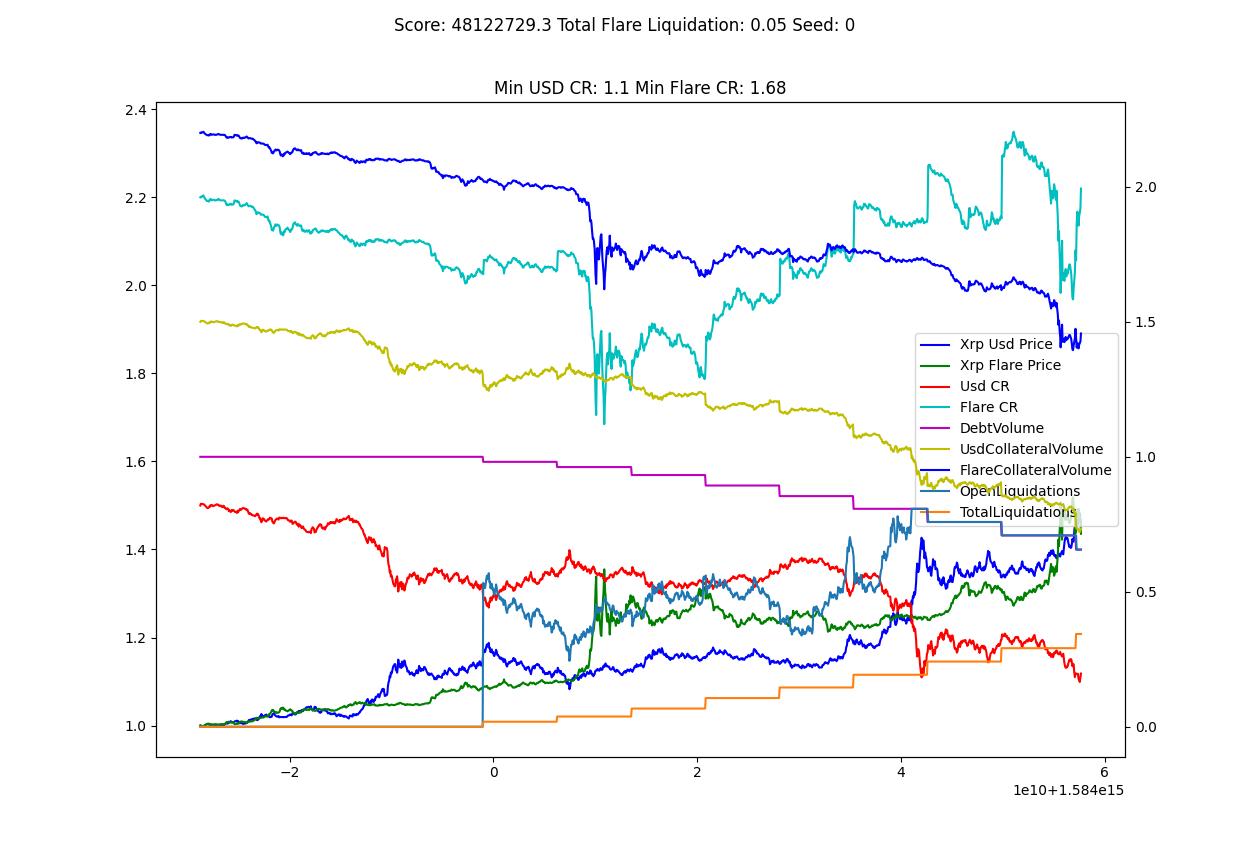 Score: 48122729.3 Total Flare Liquidation: 0.05 Seed: 0
Min USD CR: 1.1 Min Flare CR: 1.68
2.4
2.2
2.0
1.8
1.6
1.4
1.2
1.0
2.0
1.5
1.0
0.5
0.0
Xrp Usd Price
Xrp Flare Price
Usd CR
Flare CR
DebtVolume
UsdCollateralVolume
FlareCollateralVolume
OpenLiquidations
TotalLiquidations
−2
0
2
4
6
1e10+1.584e15